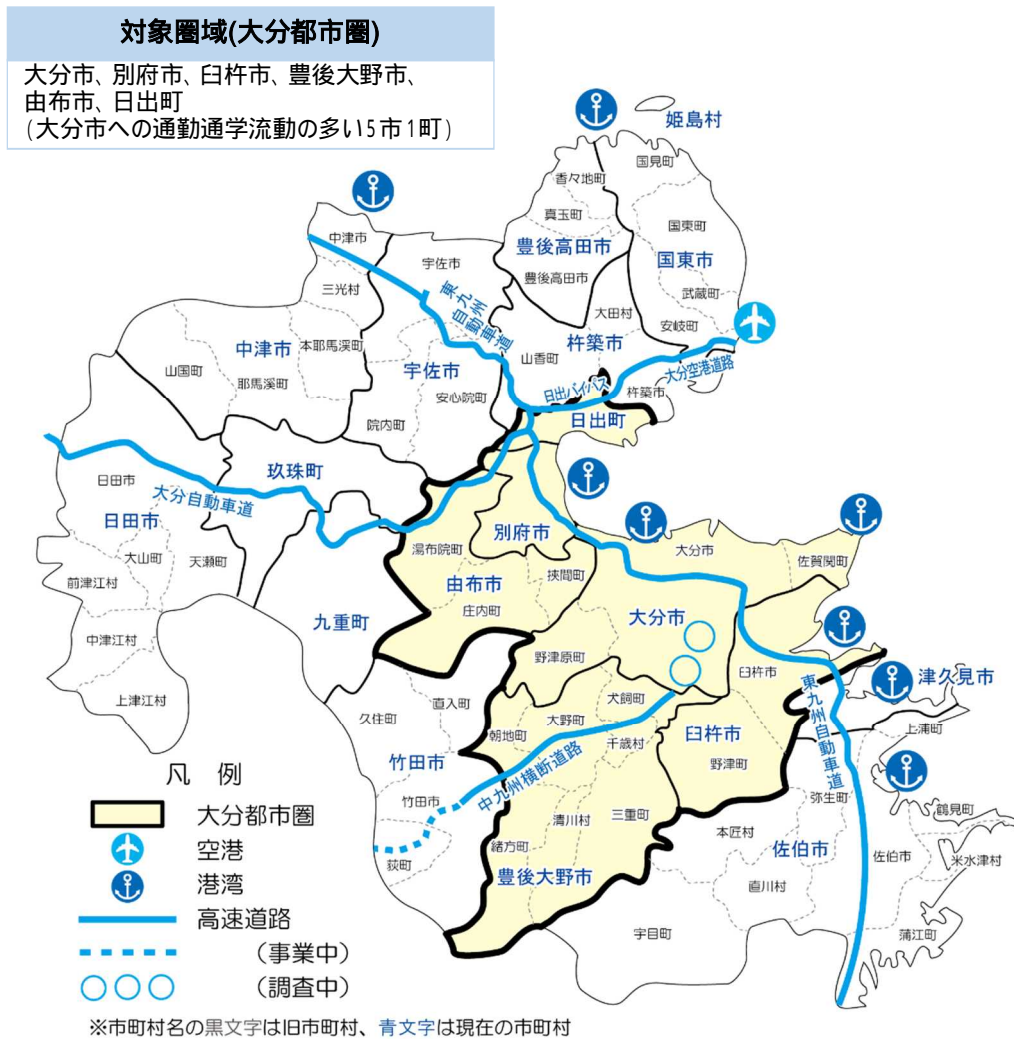 対象圏域(大分都市圏)
大分市、別府市、臼杵市、豊後大野市、
由布市、日出町
(大分市への通勤通学流動の多い5市1町)
姫島村
国見町
香々地町
真玉町
国東町
中津市
豊後高田市
宇佐市
国東市
豊後高田市
三光村
武蔵町
東九州
自動車道
大田村
安岐町
本耶馬渓町
中津市
杵築市
山香町
山国町
宇佐市
大分空港道路
耶馬溪町
日出バイパス
杵築市
安心院町
日出町
院内町
玖珠町
日田市
大分自動車道
日田市
別府市
大分市
湯布院町
大山町
天瀬町
佐賀関町
前津江村
由布市
挾間町
庄内町
大分市
九重町
中津江村
野津原町
臼杵市
津久見市
上津江村
直入町
犬飼町
東九州自動車道
久住町
大野町
上浦町
朝地町
千歳村
臼杵市
竹田市
中九州横断道路
野津町
竹田市
弥生町
鶴見町
清川村
三重町
本匠村
緒方町
佐伯市
佐伯市
米水津村
荻町
豊後大野市
直川村
宇目町
蒲江町
凡 例
大分都市圏
空港
港湾
高速道路
(事業中)
(調査中)
※市町村名の黒文字は旧市町村、青文字は現在の市町村